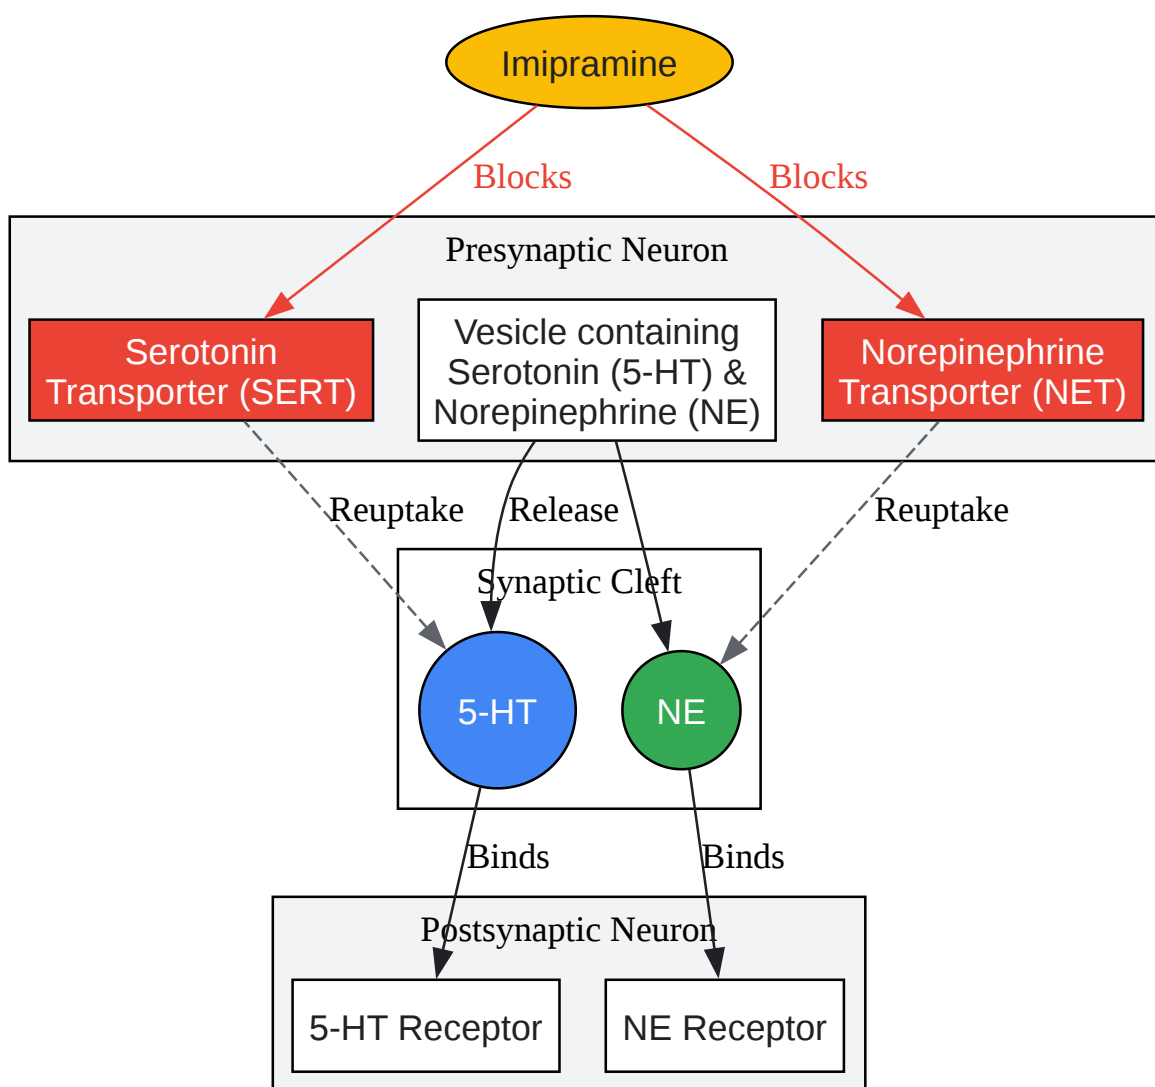 Imipramine
Blocks
Blocks
Presynaptic Neuron
Serotonin
Transporter (SERT)
Vesicle containing
Serotonin (5-HT) &
Norepinephrine (NE)
Norepinephrine
Transporter (NET)
Reuptake
Release
Reuptake
Synaptic Cleft
5-HT
NE
Binds
Binds
Postsynaptic Neuron
5-HT Receptor
NE Receptor